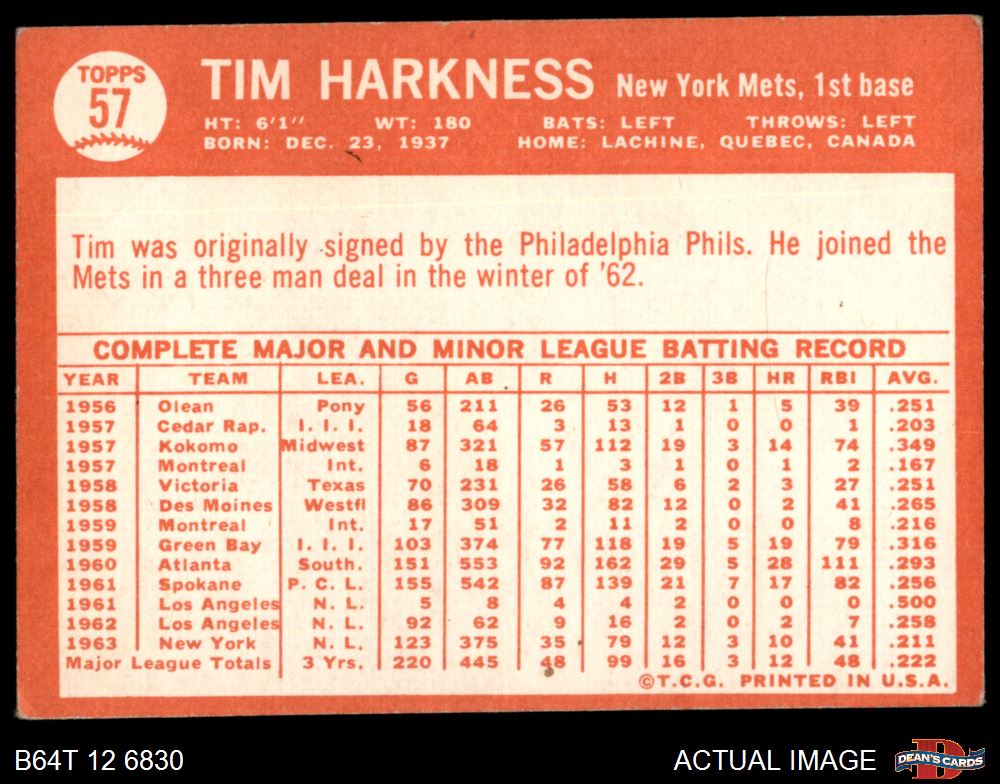 TOPPS
57
TIM HARKNESS New York Mets, 1st base
HT: 6'1" WT: 180 BATS: LEFT THROWS: LEFT
BORN: DEC. 23, 1937 HOME: LACHINE, QUEBEC, CANADA
Tim was originally signed by the Philadelphia Phils. He joined the
Mets in a three man deal in the winter of '62.
COMPLETE MAJOR AND MINOR LEAGUE BATTING RECORD
YEAR TEAM LEA. G AB R H 2B 3B HR RBI AVG.
1956 Olean Pony 56 211 26 53 12 1 5 39 .251
1957 Cedar Rap. I. I. I. 18 64 3 13 1 0 0 1 .203
1957 Kokomo Midwest 87 321 57 112 19 3 14 74 .349
1957 Montreal Int. 6 18 1 3 1 0 1 2 .167
1958 Victoria Texas 70 231 26 58 6 2 3 27 .251
1958 Des Moines Westfl 86 309 32 82 12 0 2 41 .265
1959 Montreal Int. 17 51 2 11 2 0 0 8 .216
1959 Green Bay I. I. I. 103 374 77 118 19 5 19 79 .316
1960 Atlanta South. 151 553 92 162 29 5 28 111 .293
1961 Spokane P. C. L. 155 542 87 139 21 7 17 82 .256
1961 Los Angeles N. L. 5 8 4 4 2 0 0 0 .500
1962 Los Angeles N. L. 92 62 9 16 2 0 2 7 .258
1963 New York N. L. 123 375 35 79 12 3 10 41 .211
Major League Totals 3 Yrs. 220 445 48 99 16 3 12 48 .222
©T.C.G. PRINTED IN U.S.A.
B64T 12 6830 ACTUAL IMAGE DEAN'S CARDS